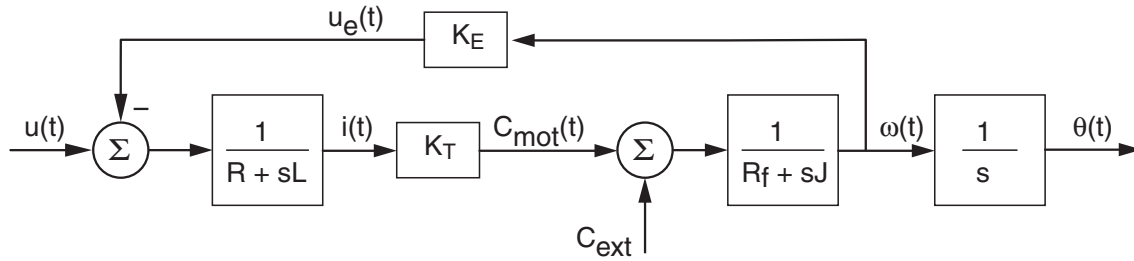 u_e(t)
K_E
−
u(t)
Σ
1
R + sL
i(t)
K_T
C_mot(t)
Σ
1
R_f + sJ
ω(t)
1
s
θ(t)
C_ext